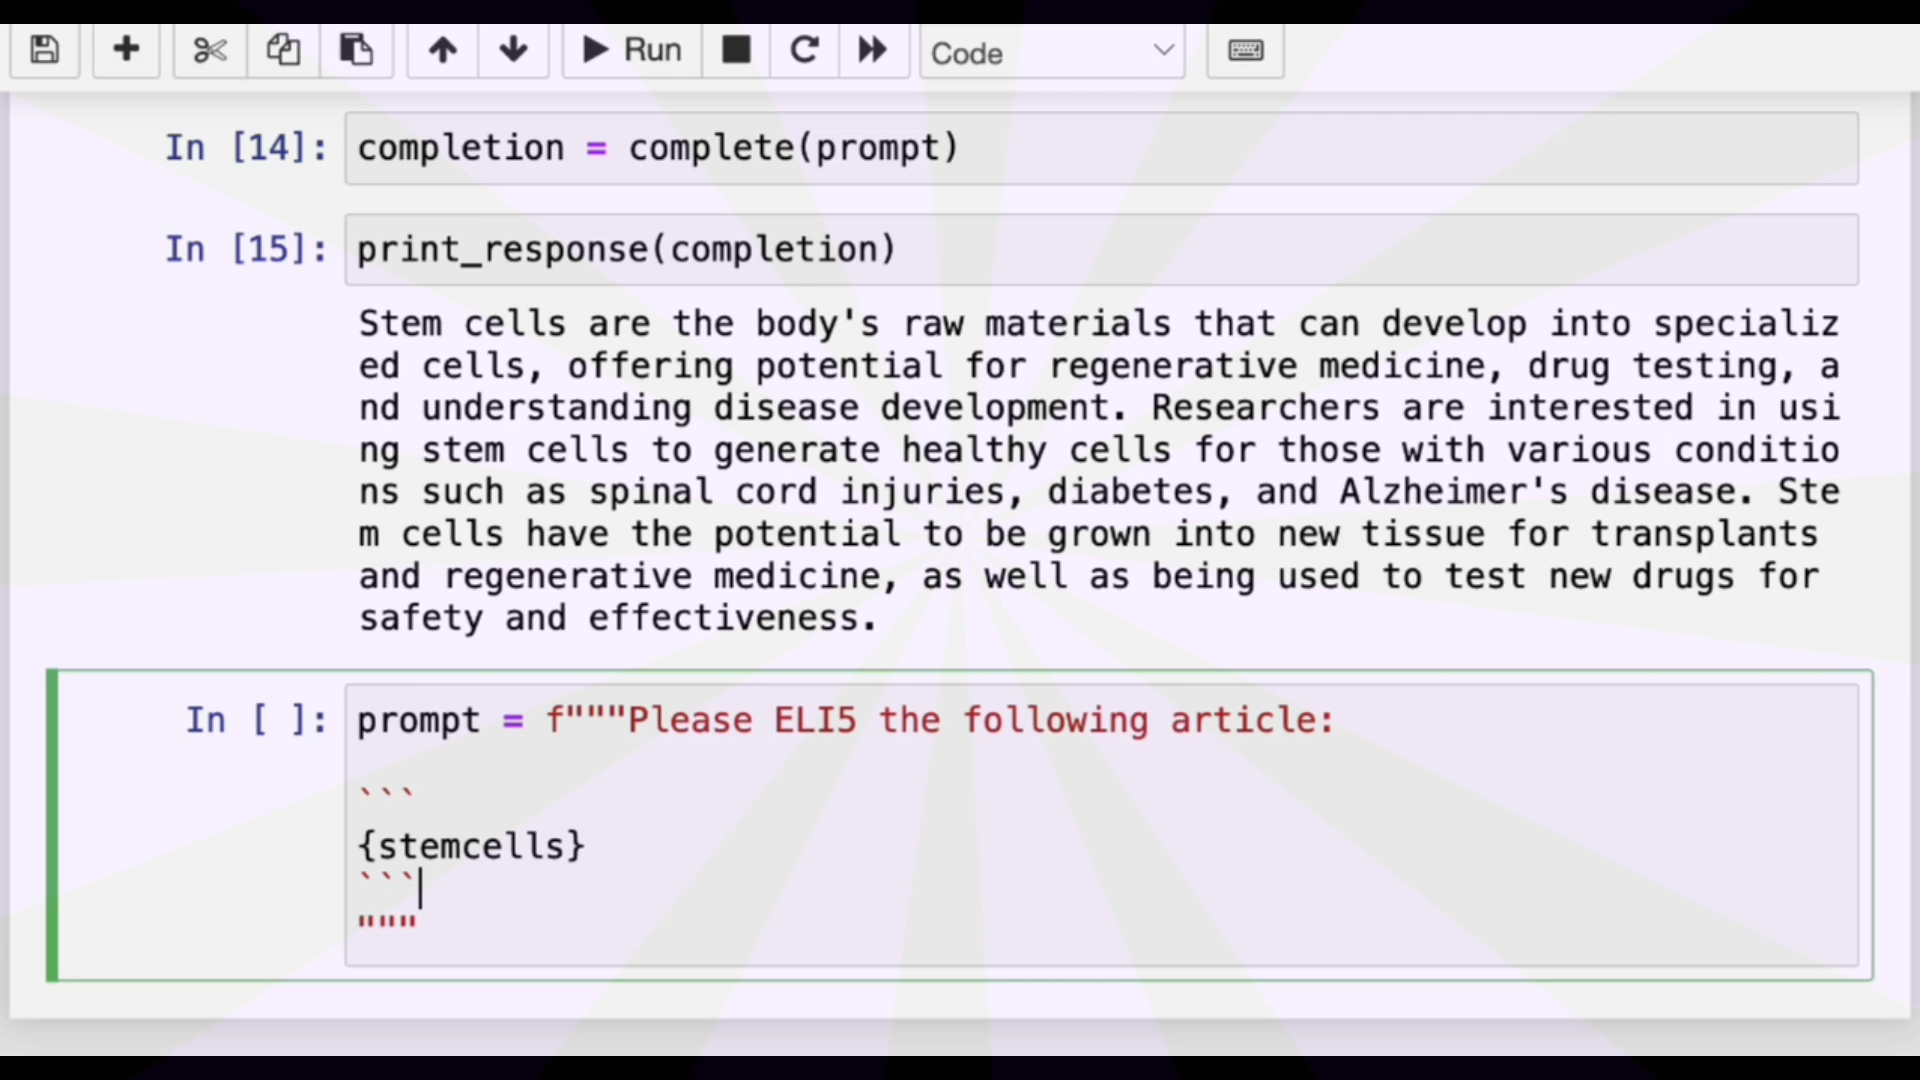 Run
Code
In [14]: completion = complete(prompt)
In [15]: print_response(completion)
Stem cells are the body's raw materials that can develop into specializ
ed cells, offering potential for regenerative medicine, drug testing, a
nd understanding disease development. Researchers are interested in usi
ng stem cells to generate healthy cells for those with various conditio
ns such as spinal cord injuries, diabetes, and Alzheimer's disease. Ste
m cells have the potential to be grown into new tissue for transplants
and regenerative medicine, as well as being used to test new drugs for
safety and effectiveness.
In [ ]: prompt = f"""Please ELI5 the following article:
```
{stemcells}
```
"""